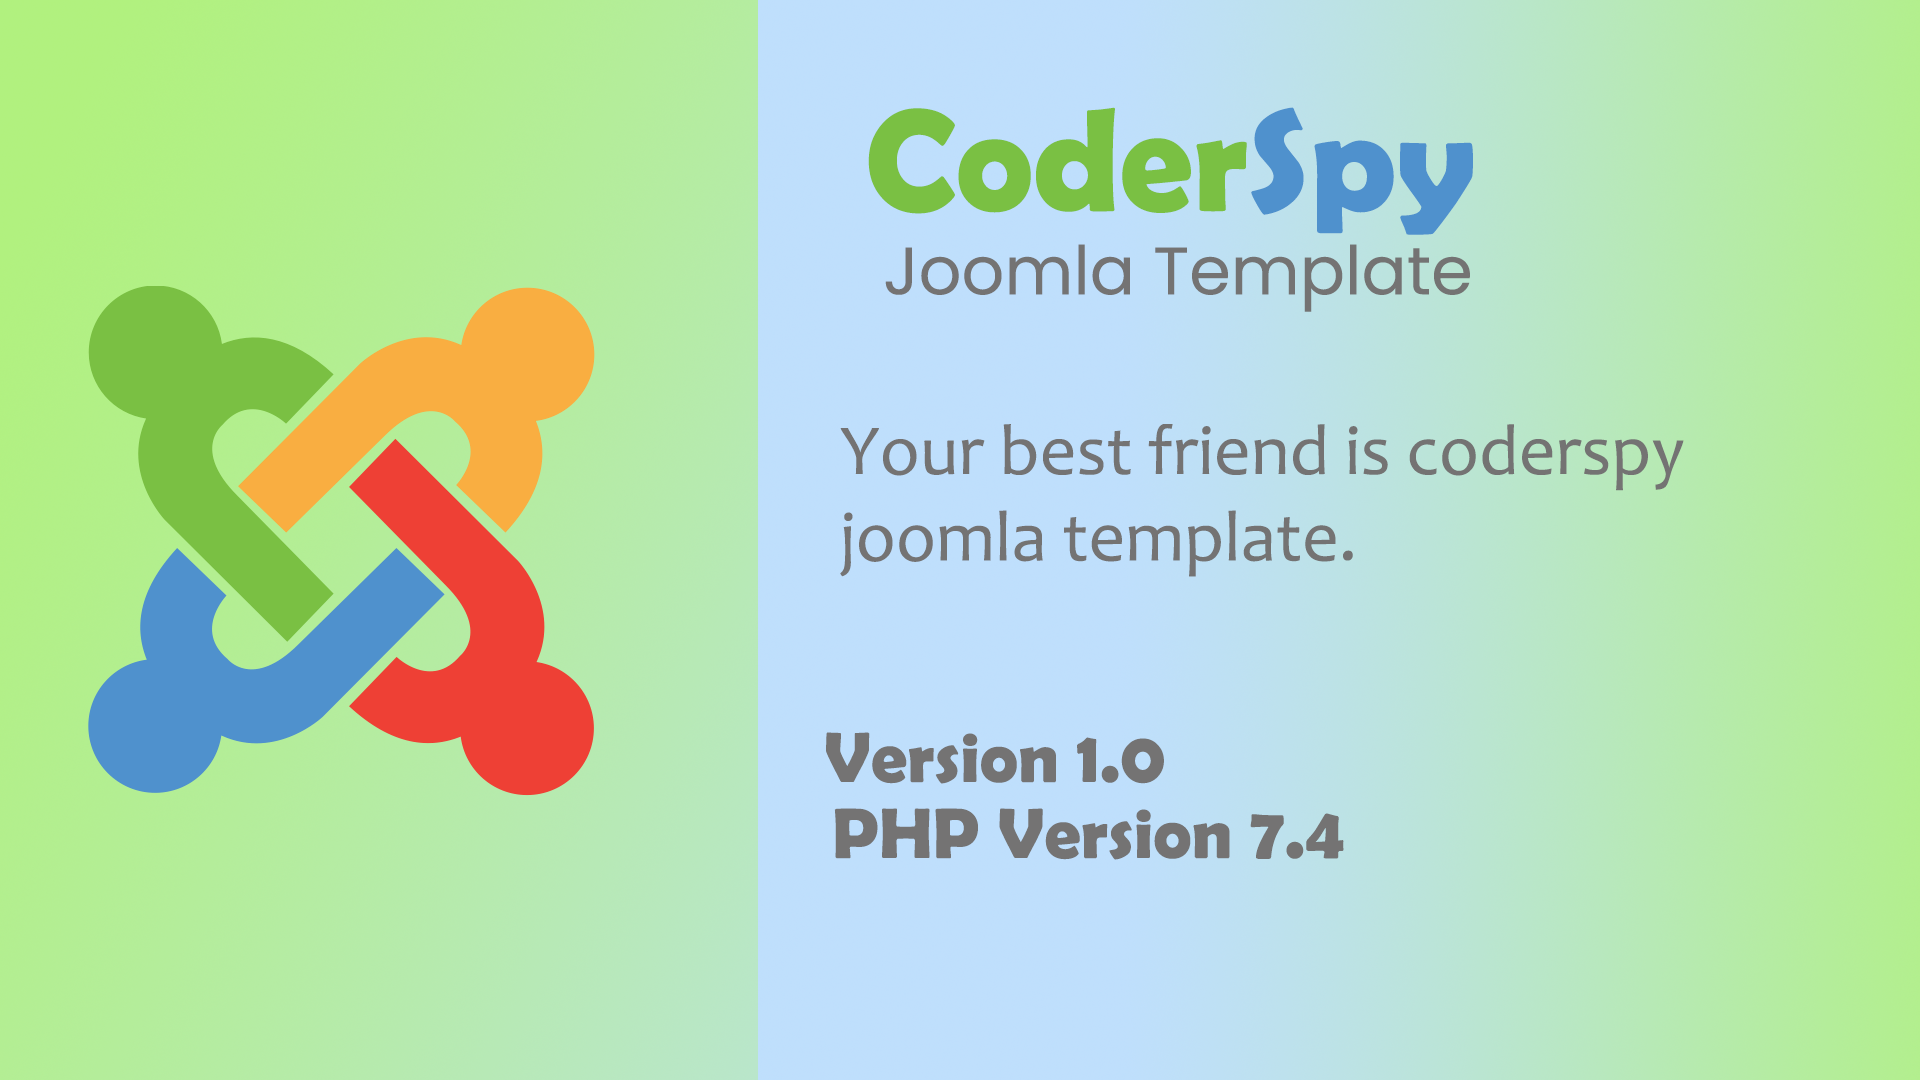 CoderSpy
Joomla Template
Your best friend is coderspy
joomla template.
Version 1.0
PHP Version 7.4